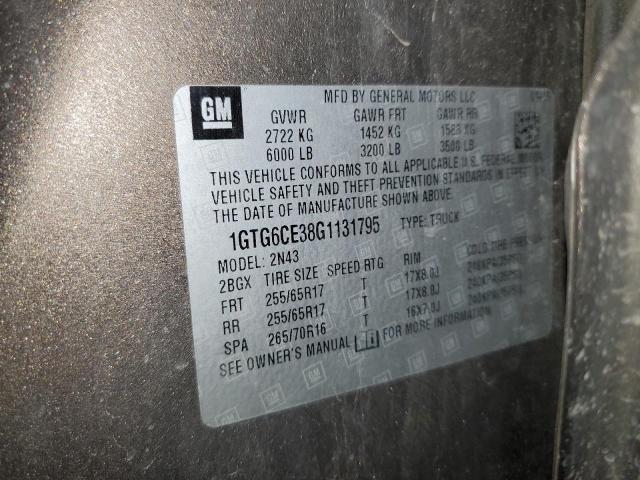 GM
MFD BY GENERAL MOTORS LLC
GVWR GAWR FRT GAWR RR
2722 KG 1452 KG 1588 KG
6000 LB 3200 LB 3500 LB
THIS VEHICLE CONFORMS TO ALL APPLICABLE U.S. FEDERAL MOTOR
VEHICLE SAFETY AND THEFT PREVENTION STANDARDS IN EFFECT ON
THE DATE OF MANUFACTURE SHOWN ABOVE.
1GTG6CE38G1131795 TYPE: TRUCK
MODEL: 2N43
2BGX TIRE SIZE SPEED RTG RIM COLD TIRE PRESSURE
FRT 255/65R17 T 17X8.0J
RR 255/65R17 T 17X8.0J
SPA 265/70R16 T 16X7.0J
SEE OWNER'S MANUAL FOR MORE INFORMATION